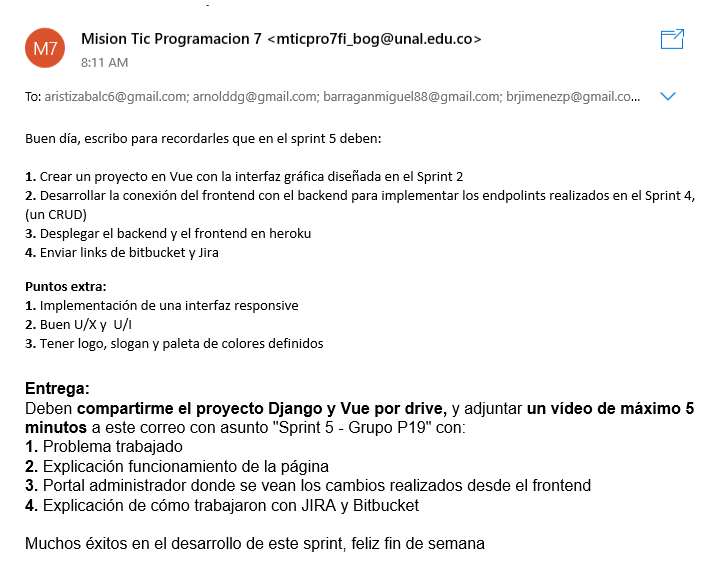 M7
Mision Tic Programacion 7 <mticpro7fi_bog@unal.edu.co>
8:11 AM
To: aristizabalc6@gmail.com; arnolddg@gmail.com; barraganmiguel88@gmail.com; brjimenezp@gmail.co...
Buen día, escribo para recordarles que en el sprint 5 deben:
1. Crear un proyecto en Vue con la interfaz gráfica diseñada en el Sprint 2
2. Desarrollar la conexión del frontend con el backend para implementar los endpolints realizados en el Sprint 4,
(un CRUD)
3. Desplegar el backend y el frontend en heroku
4. Enviar links de bitbucket y Jira
Puntos extra:
1. Implementación de una interfaz responsive
2. Buen U/X y  U/I
3. Tener logo, slogan y paleta de colores definidos
Entrega:
Deben compartirme el proyecto Django y Vue por drive, y adjuntar un vídeo de máximo 5
minutos a este correo con asunto "Sprint 5 - Grupo P19" con:
1. Problema trabajado
2. Explicación funcionamiento de la página
3. Portal administrador donde se vean los cambios realizados desde el frontend
4. Explicación de cómo trabajaron con JIRA y Bitbucket
Muchos éxitos en el desarrollo de este sprint, feliz fin de semana